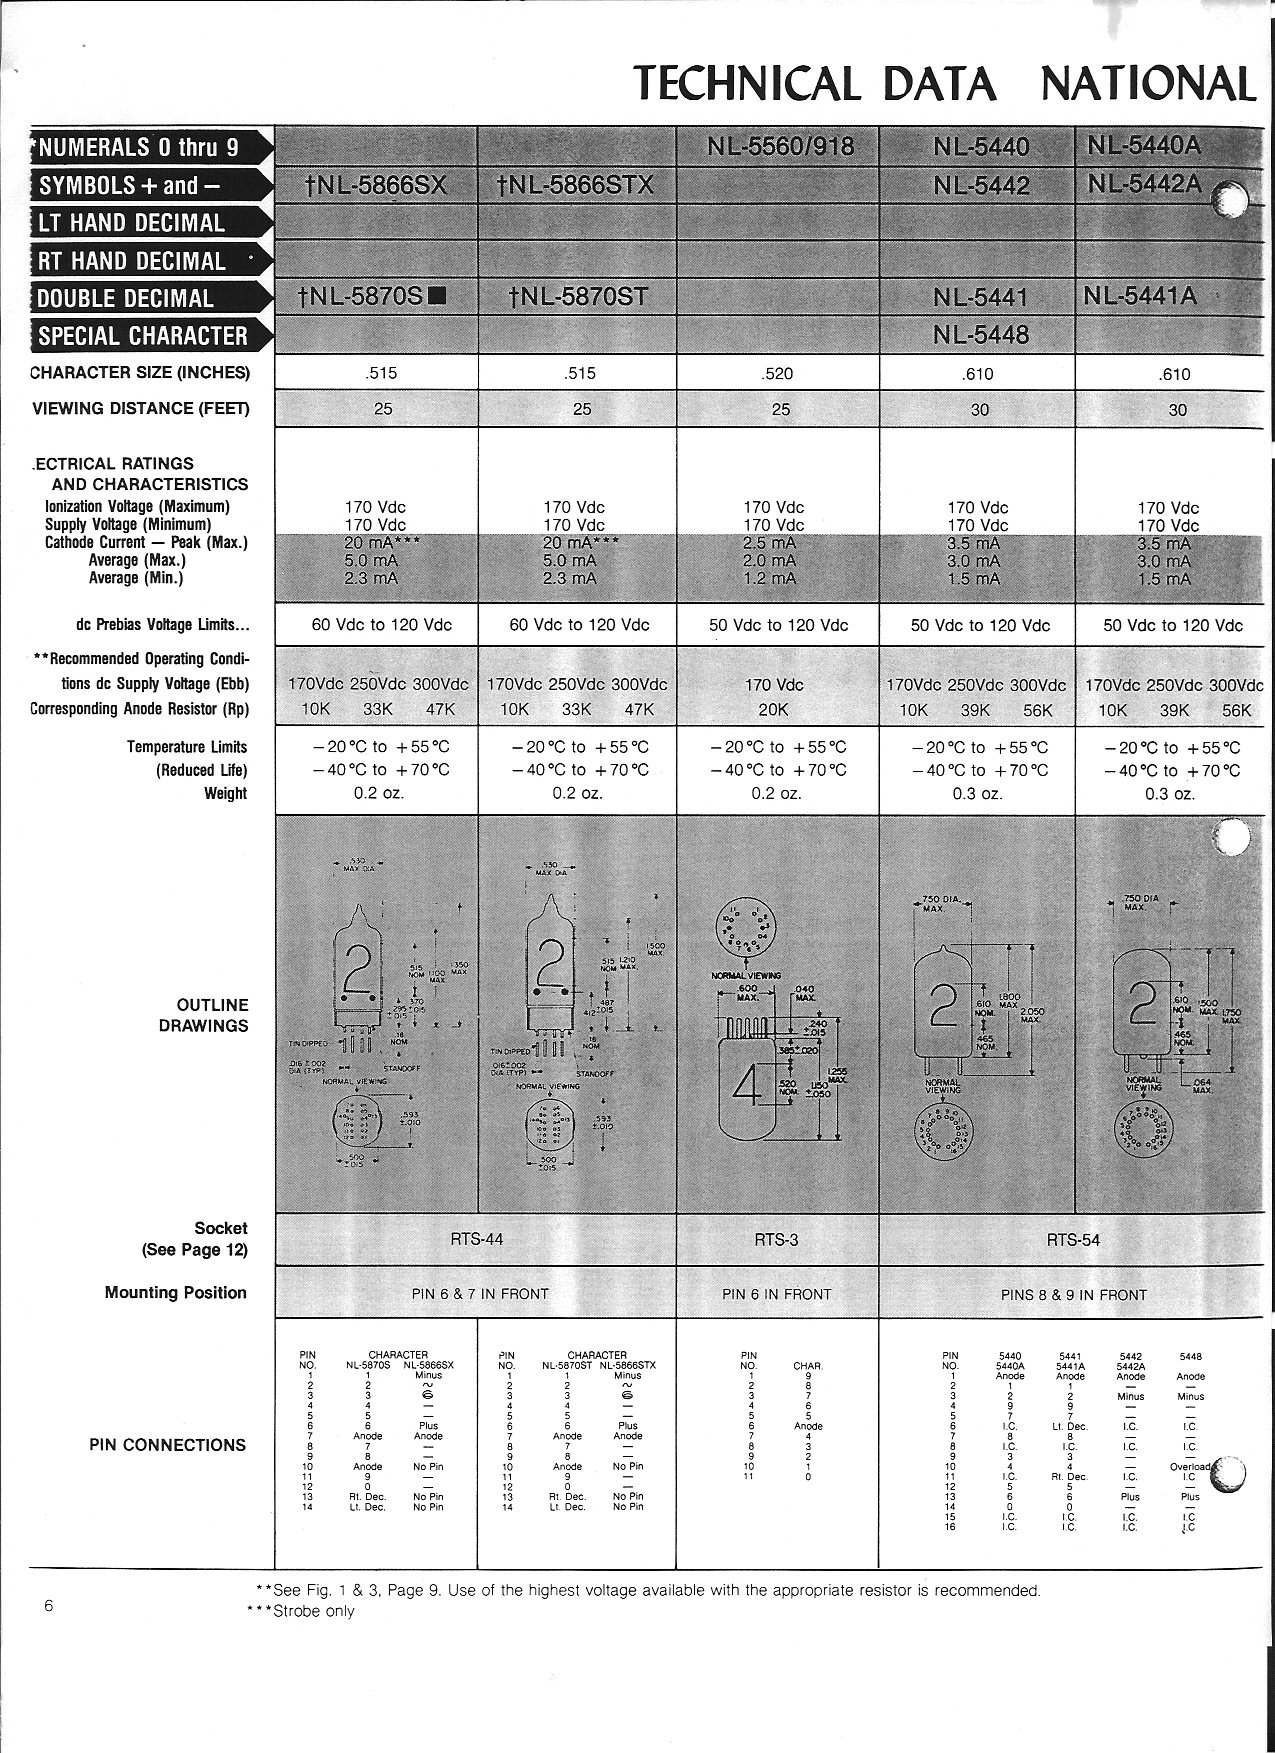 TECHNICAL DATA NATIONAL
*NUMERALS 0 thru 9 NL-5560/918 NL-5440 NL-5440A
SYMBOLS + and – †NL-5866SX †NL-5866STX NL-5442 NL-5442A
LT HAND DECIMAL
RT HAND DECIMAL
DOUBLE DECIMAL †NL-5870S ■ †NL-5870ST NL-5441 NL-5441A
SPECIAL CHARACTER NL-5448
CHARACTER SIZE (INCHES) .515 .515 .520 .610 .610
VIEWING DISTANCE (FEET) 25 25 25 30 30
.ECTRICAL RATINGS
AND CHARACTERISTICS
Ionization Voltage (Maximum) 170 Vdc 170 Vdc 170 Vdc 170 Vdc 170 Vdc
Supply Voltage (Minimum) 170 Vdc 170 Vdc 170 Vdc 170 Vdc 170 Vdc
Cathode Current — Peak (Max.) 20 mA*** 20 mA*** 2.5 mA 3.5 mA 3.5 mA
Average (Max.) 5.0 mA 5.0 mA 2.0 mA 3.0 mA 3.0 mA
Average (Min.) 2.3 mA 2.3 mA 1.2 mA 1.5 mA 1.5 mA
dc Prebias Voltage Limits... 60 Vdc to 120 Vdc 60 Vdc to 120 Vdc 50 Vdc to 120 Vdc 50 Vdc to 120 Vdc 50 Vdc to 120 Vdc
**Recommended Operating Condi-
tions dc Supply Voltage (Ebb) 170Vdc 250Vdc 300Vdc 170Vdc 250Vdc 300Vdc 170 Vdc 170Vdc 250Vdc 300Vdc 170Vdc 250Vdc 300Vdc
Corresponding Anode Resistor (Rp) 10K 33K 47K 10K 33K 47K 20K 10K 39K 56K 10K 39K 56K
Temperature Limits –20°C to +55°C –20°C to +55°C –20°C to +55°C –20°C to +55°C –20°C to +55°C
(Reduced Life) –40°C to +70°C –40°C to +70°C –40°C to +70°C –40°C to +70°C –40°C to +70°C
Weight 0.2 oz. 0.2 oz. 0.2 oz. 0.3 oz. 0.3 oz.
OUTLINE
DRAWINGS
.530
MAX DIA
2
.515
NOM
1.100
MAX
1.350
MAX
.370
.295±.015
±.015
TIN DIPPED
.18
NOM
.016±.002
DIA (TYP)
STANDOFF
NORMAL VIEWING
.593
±.010
.500
±.015
.530
MAX DIA
2
.515
NOM
1.210
MAX.
1.500
MAX
.487
.412±.015
TIN DIPPED
.18
NOM
.016±.002
DIA (TYP)
STANDOFF
NORMAL VIEWING
.593
±.010
.500
±.015
NORMAL VIEWING
.600
MAX.
.040
MAX.
.240
±.015
.385±.020
4
.520
NOM.
1.150
±.050
1.255
MAX.
.750 DIA.
MAX.
2
.610
NOM.
1.800
MAX
2.050
MAX.
.465
NOM.
NORMAL
VIEWING
.750 DIA
MAX.
2
.610
NOM.
1.500
MAX.
1.750
MAX.
.465
NOM.
NORMAL
VIEWING
.064
MAX.
Socket
(See Page 12) RTS-44 RTS-3 RTS-54
Mounting Position PIN 6 & 7 IN FRONT PIN 6 IN FRONT PINS 8 & 9 IN FRONT
PIN CONNECTIONS
PIN CHARACTER
NO. NL-5870S NL-5866SX
1 1 Minus
2 2 ~
3 3
4 4 —
5 5 —
6 6 Plus
7 Anode Anode
8 7 —
9 8 —
10 Anode No Pin
11 9 —
12 0 —
13 Rt. Dec. No Pin
14 Lt. Dec. No Pin
PIN CHARACTER
NO. NL-5870ST NL-5866STX
1 1 Minus
2 2 ~
3 3
4 4 —
5 5 —
6 6 Plus
7 Anode Anode
8 7 —
9 8 —
10 Anode No Pin
11 9 —
12 0 —
13 Rt. Dec. No Pin
14 Lt. Dec. No Pin
PIN
NO. CHAR.
1 9
2 8
3 7
4 6
5 5
6 Anode
7 4
8 3
9 2
10 1
11 0
PIN 5440 5441 5442 5448
NO. 5440A 5441A 5442A
1 Anode Anode Anode Anode
2 1 1 — —
3 2 2 Minus Minus
4 9 9 — —
5 7 7 — —
6 I.C. Lt. Dec. I.C. I.C.
7 8 8 — —
8 I.C. I.C. I.C. I.C.
9 3 3 — —
10 4 4 — Overload
11 I.C. Rt. Dec. I.C. I.C
12 5 5 — —
13 6 6 Plus Plus
14 0 0 — —
15 I.C. I.C. I.C. I.C.
16 I.C. I.C. I.C. I.C
**See Fig. 1 & 3, Page 9. Use of the highest voltage available with the appropriate resistor is recommended.
***Strobe only
6